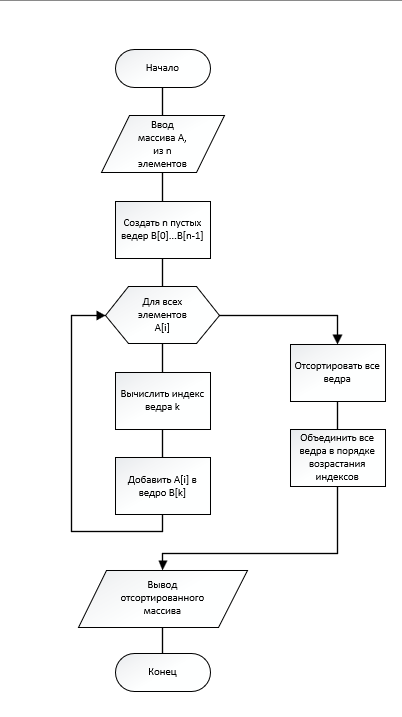 Начало
Ввод
массива A,
из n
элементов
Создать n пустых
ведер B[0]...B[n-1]
Для всех
элементов
A[i]
Вычислить индекс
ведра k
Добавить A[i] в
ведро B[k]
Отсортировать все
ведра
Объединить все
ведра в порядке
возрастания
индексов
Вывод
отсортированного
массива
Конец